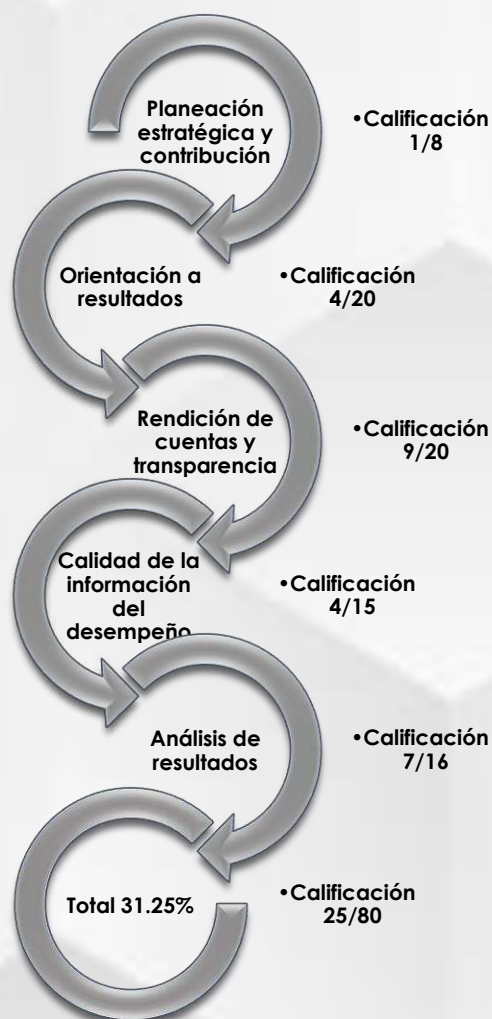 Planeación
estratégica y
contribución
•Calificación
1/8
Orientación a
resultados
•Calificación
4/20
Rendición de
cuentas y
transparencia
•Calificación
9/20
Calidad de la
información
del
desempeño
•Calificación
4/15
Análisis de
resultados
•Calificación
7/16
Total 31.25%
•Calificación
25/80